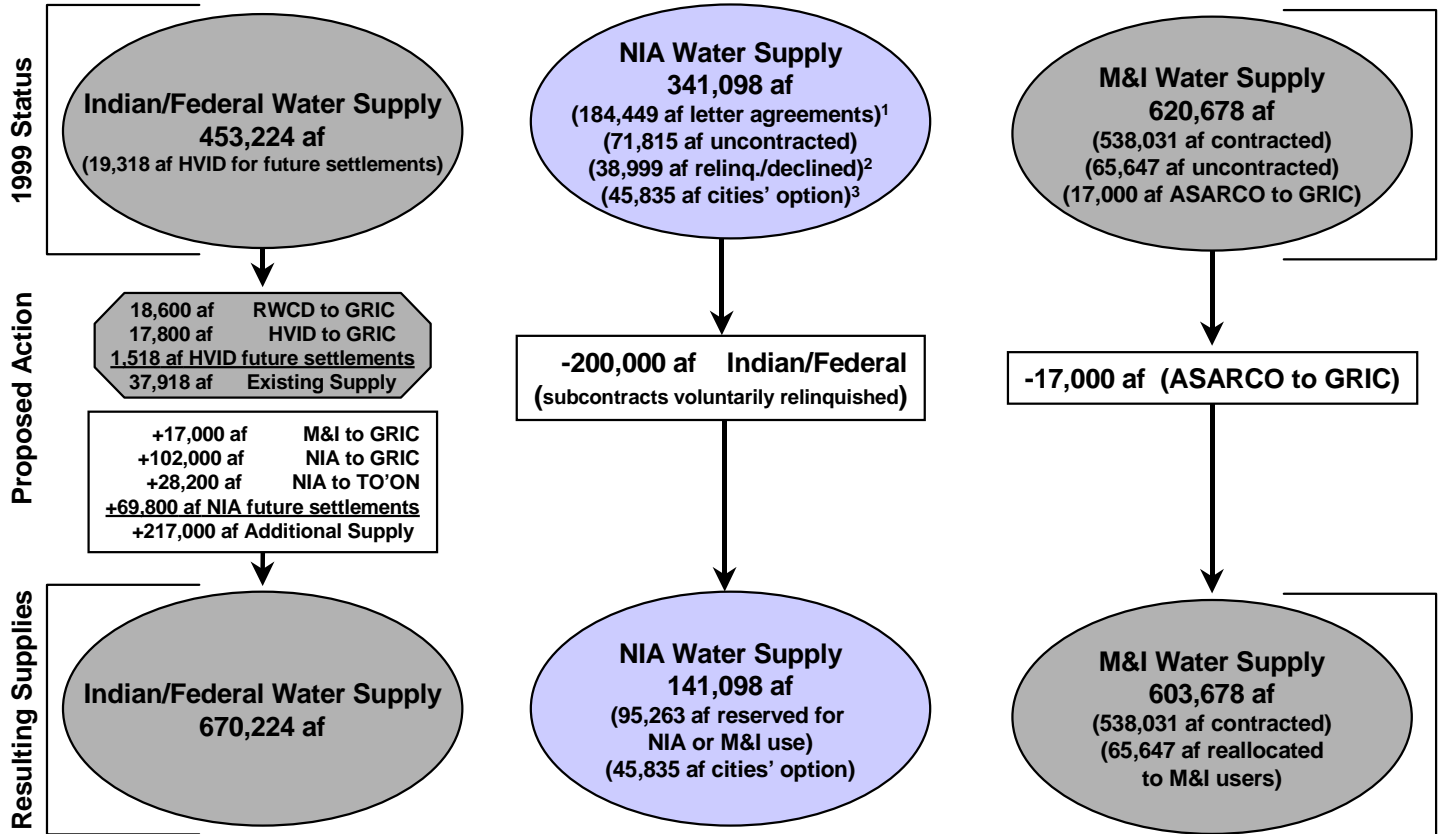 1999 Status
Indian/Federal Water Supply
453,224 af
(19,318 af HVID for future settlements)
NIA Water Supply
341,098 af
(184,449 af letter agreements)1
(71,815 af uncontracted)
(38,999 af relinq./declined)2
(45,835 af cities’ option)3
M&I Water Supply
620,678 af
(538,031 af contracted)
(65,647 af uncontracted)
(17,000 af ASARCO to GRIC)
Proposed Action
18,600 af RWCD to GRIC
17,800 af HVID to GRIC
1,518 af HVID future settlements
37,918 af Existing Supply
+17,000 af M&I to GRIC
+102,000 af NIA to GRIC
+28,200 af NIA to TO’ON
+69,800 af NIA future settlements
+217,000 af Additional Supply
-200,000 af Indian/Federal
(subcontracts voluntarily relinquished)
-17,000 af (ASARCO to GRIC)
Resulting Supplies
Indian/Federal Water Supply
670,224 af
NIA Water Supply
141,098 af
(95,263 af reserved for
NIA or M&I use)
(45,835 af cities’ option)
M&I Water Supply
603,678 af
(538,031 af contracted)
(65,647 af reallocated
to M&I users)